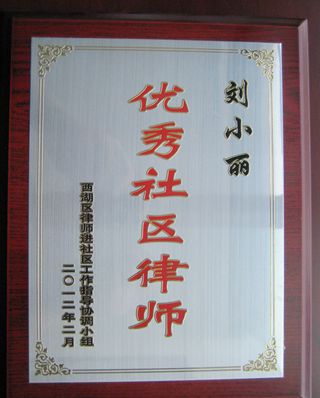 刘小丽
优秀社区律师
西湖区律师进社区工作指导协调小组
二〇一二年二月